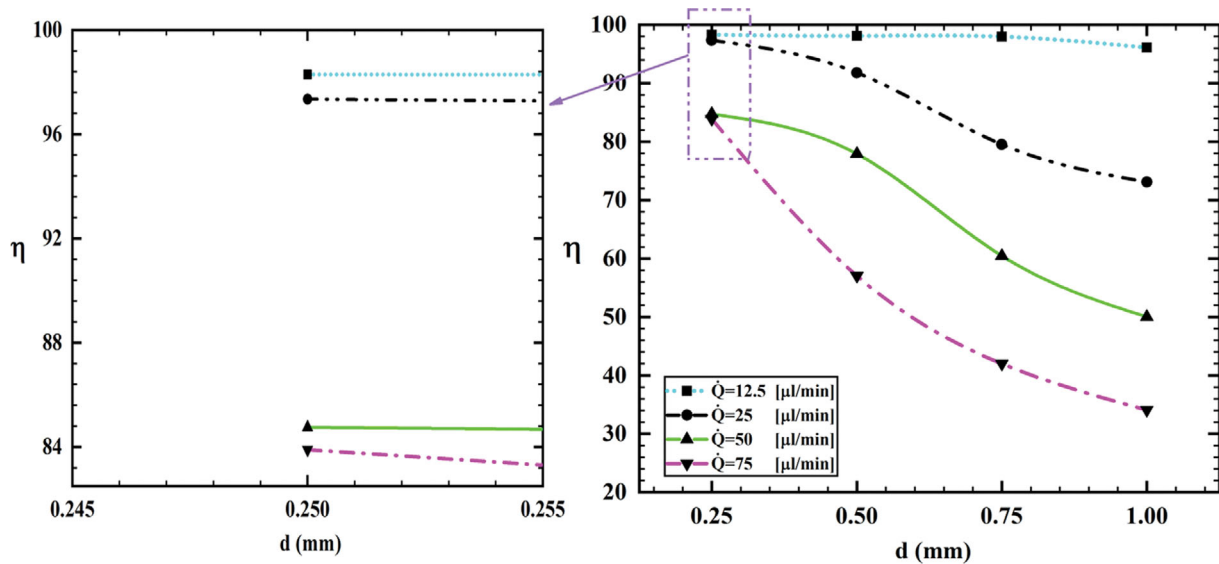 100
96
92
88
84
η
0.245
0.250
0.255
d (mm)
100
90
80
70
60
50
40
30
20
η
Q̇=12.5 [μl/min]
Q̇=25 [μl/min]
Q̇=50 [μl/min]
Q̇=75 [μl/min]
0.25
0.50
0.75
1.00
d (mm)